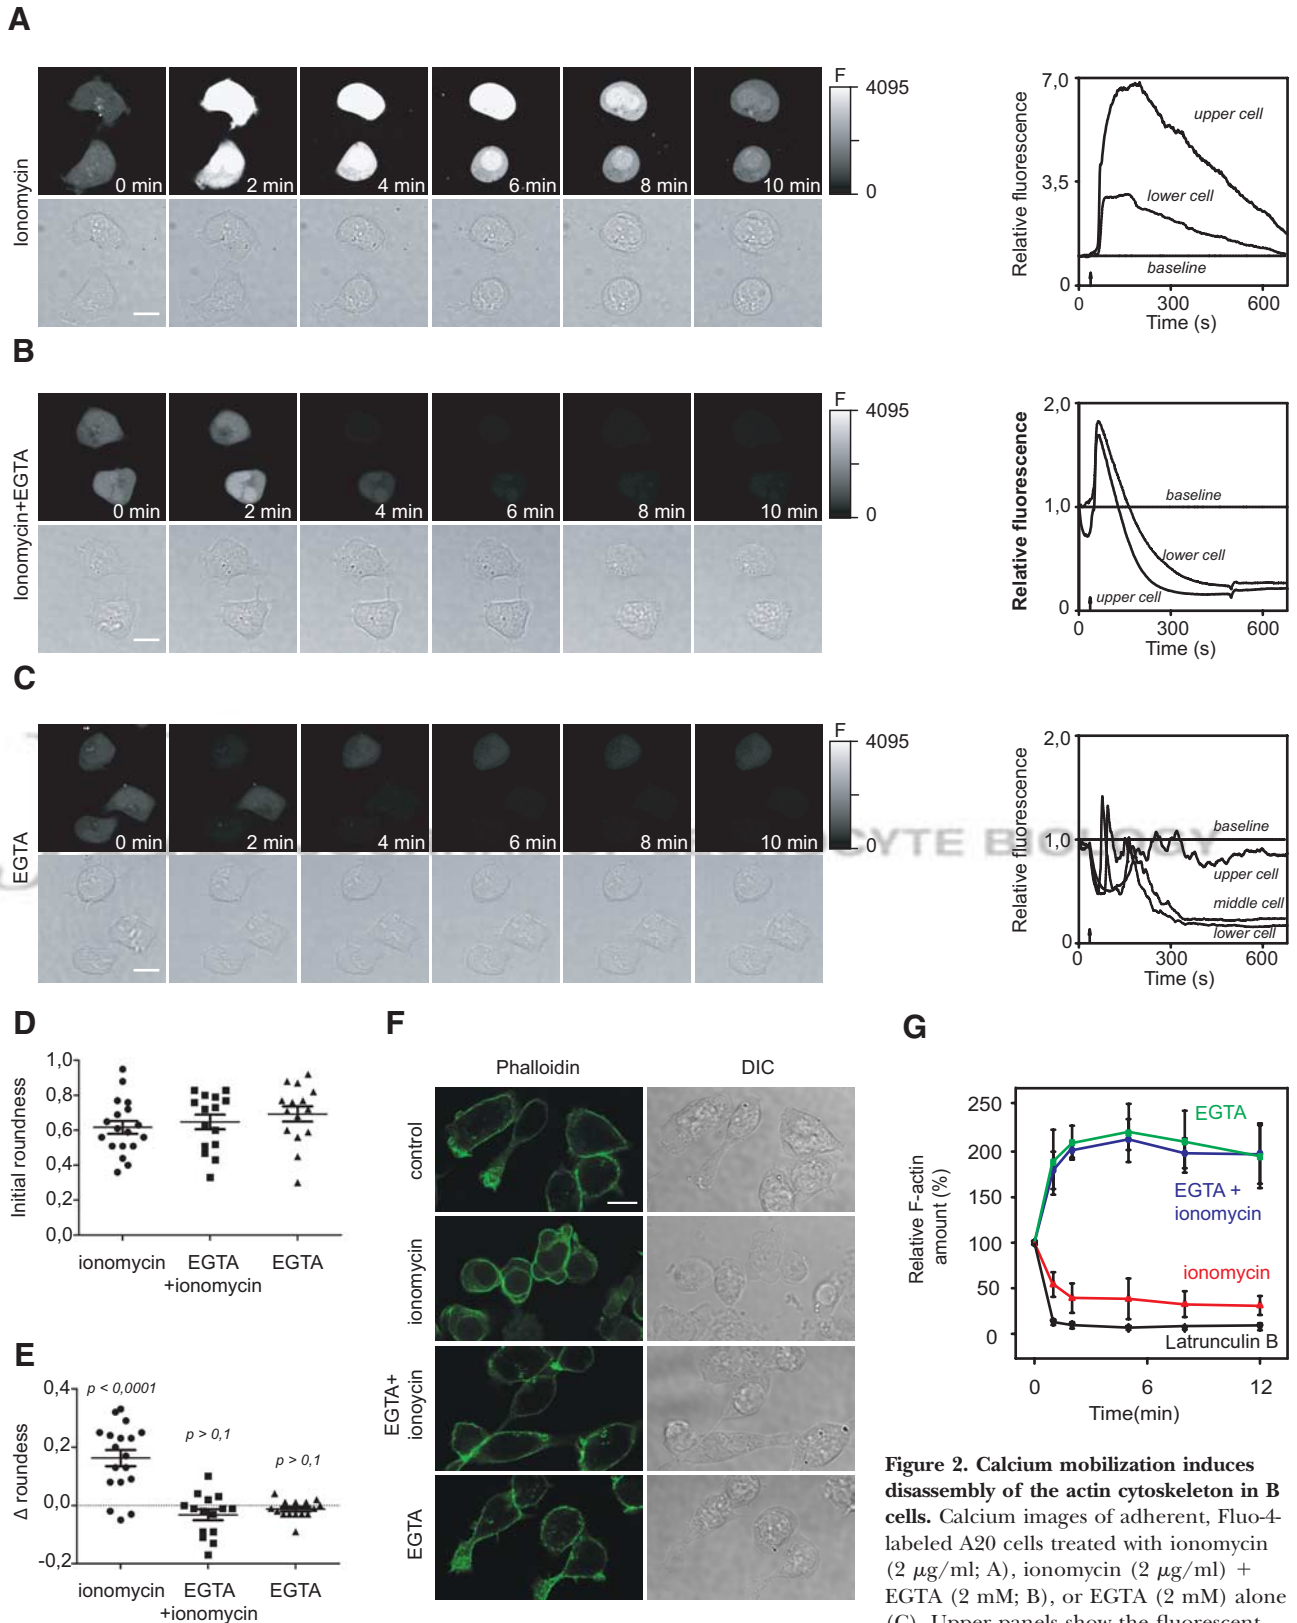 A
Ionomycin
0 min
2 min
4 min
6 min
8 min
10 min
F
4095
0
Relative fluorescence
7,0
3,5
0
upper cell
lower cell
baseline
0
300
600
Time (s)
B
Ionomycin+EGTA
0 min
2 min
4 min
6 min
8 min
10 min
F
4095
0
Relative fluorescence
2,0
1,0
0
baseline
lower cell
upper cell
0
300
600
Time (s)
C
EGTA
0 min
2 min
4 min
6 min
8 min
10 min
F
4095
0
Relative fluorescence
2,0
1,0
0
baseline
upper cell
middle cell
lower cell
0
300
600
Time (s)
CYTE BIOLOGY
D
Initial roundness
1,0
0,8
0,6
0,4
0,2
0,0
ionomycin
EGTA
+ionomycin
EGTA
E
Δ roundess
0,4
0,2
0,0
-0,2
p < 0,0001
p > 0,1
p > 0,1
ionomycin
EGTA
+ionomycin
EGTA
F
Phalloidin
DIC
control
ionomycin
EGTA+
ionoycin
EGTA
G
Relative F-actin
amount (%)
250
200
150
100
50
0
EGTA
EGTA +
ionomycin
ionomycin
Latrunculin B
0
6
12
Time(min)
Figure 2. Calcium mobilization induces
disassembly of the actin cytoskeleton in B
cells. Calcium images of adherent, Fluo-4-
labeled A20 cells treated with ionomycin
(2 μg/ml; A), ionomycin (2 μg/ml) +
EGTA (2 mM; B), or EGTA (2 mM) alone
(C). Upper panels show the fluorescent